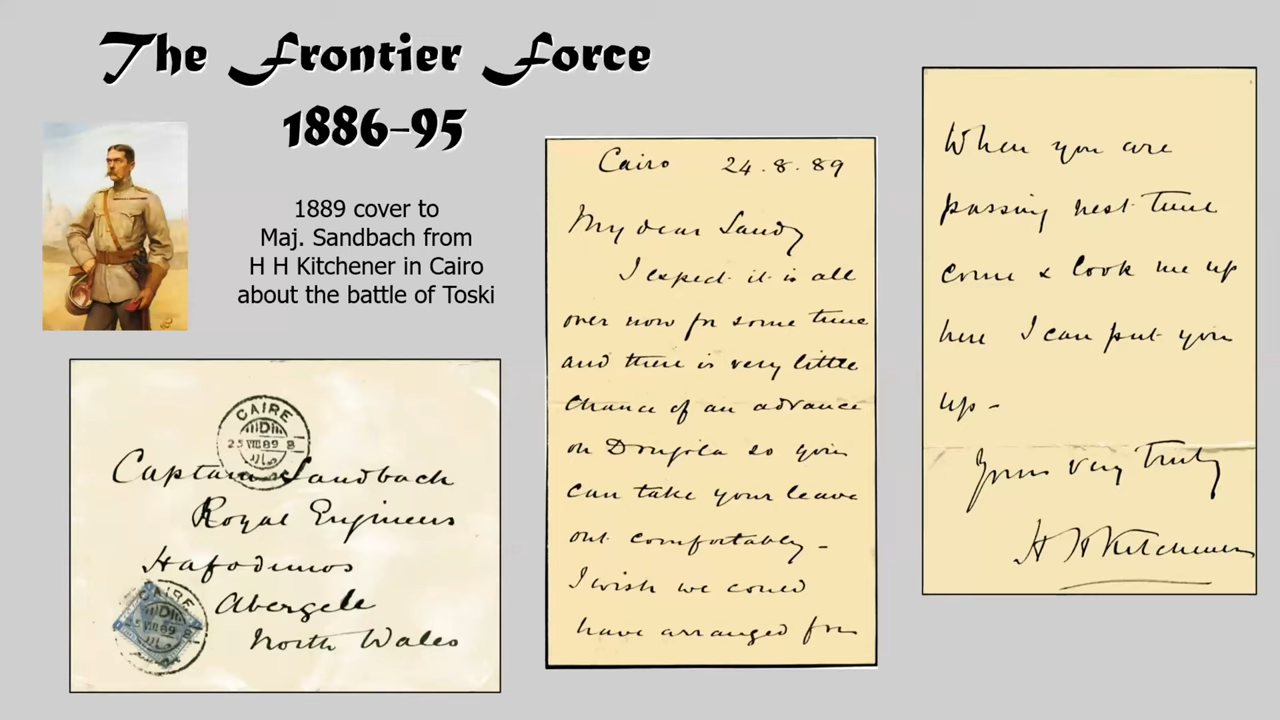 The Frontier Force
1886-95
1889 cover to
Maj. Sandbach from
H H Kitchener in Cairo
about the battle of Toski
CAIRE
25 VIII 89
Captain Sandbach
Royal Engineers
Hafodunos
Abergele
North Wales
CAIRE
Cairo 24.8.89
My dear Sandy
I expect it is all
over now for some time
and there is very little
chance of an advance
on Dongola so you
can take your leave
out comfortably -
I wish we could
have arranged for
When you are
passing next time
come & look me up
here I can put you
up -
Yours very truly
H H Kitchener